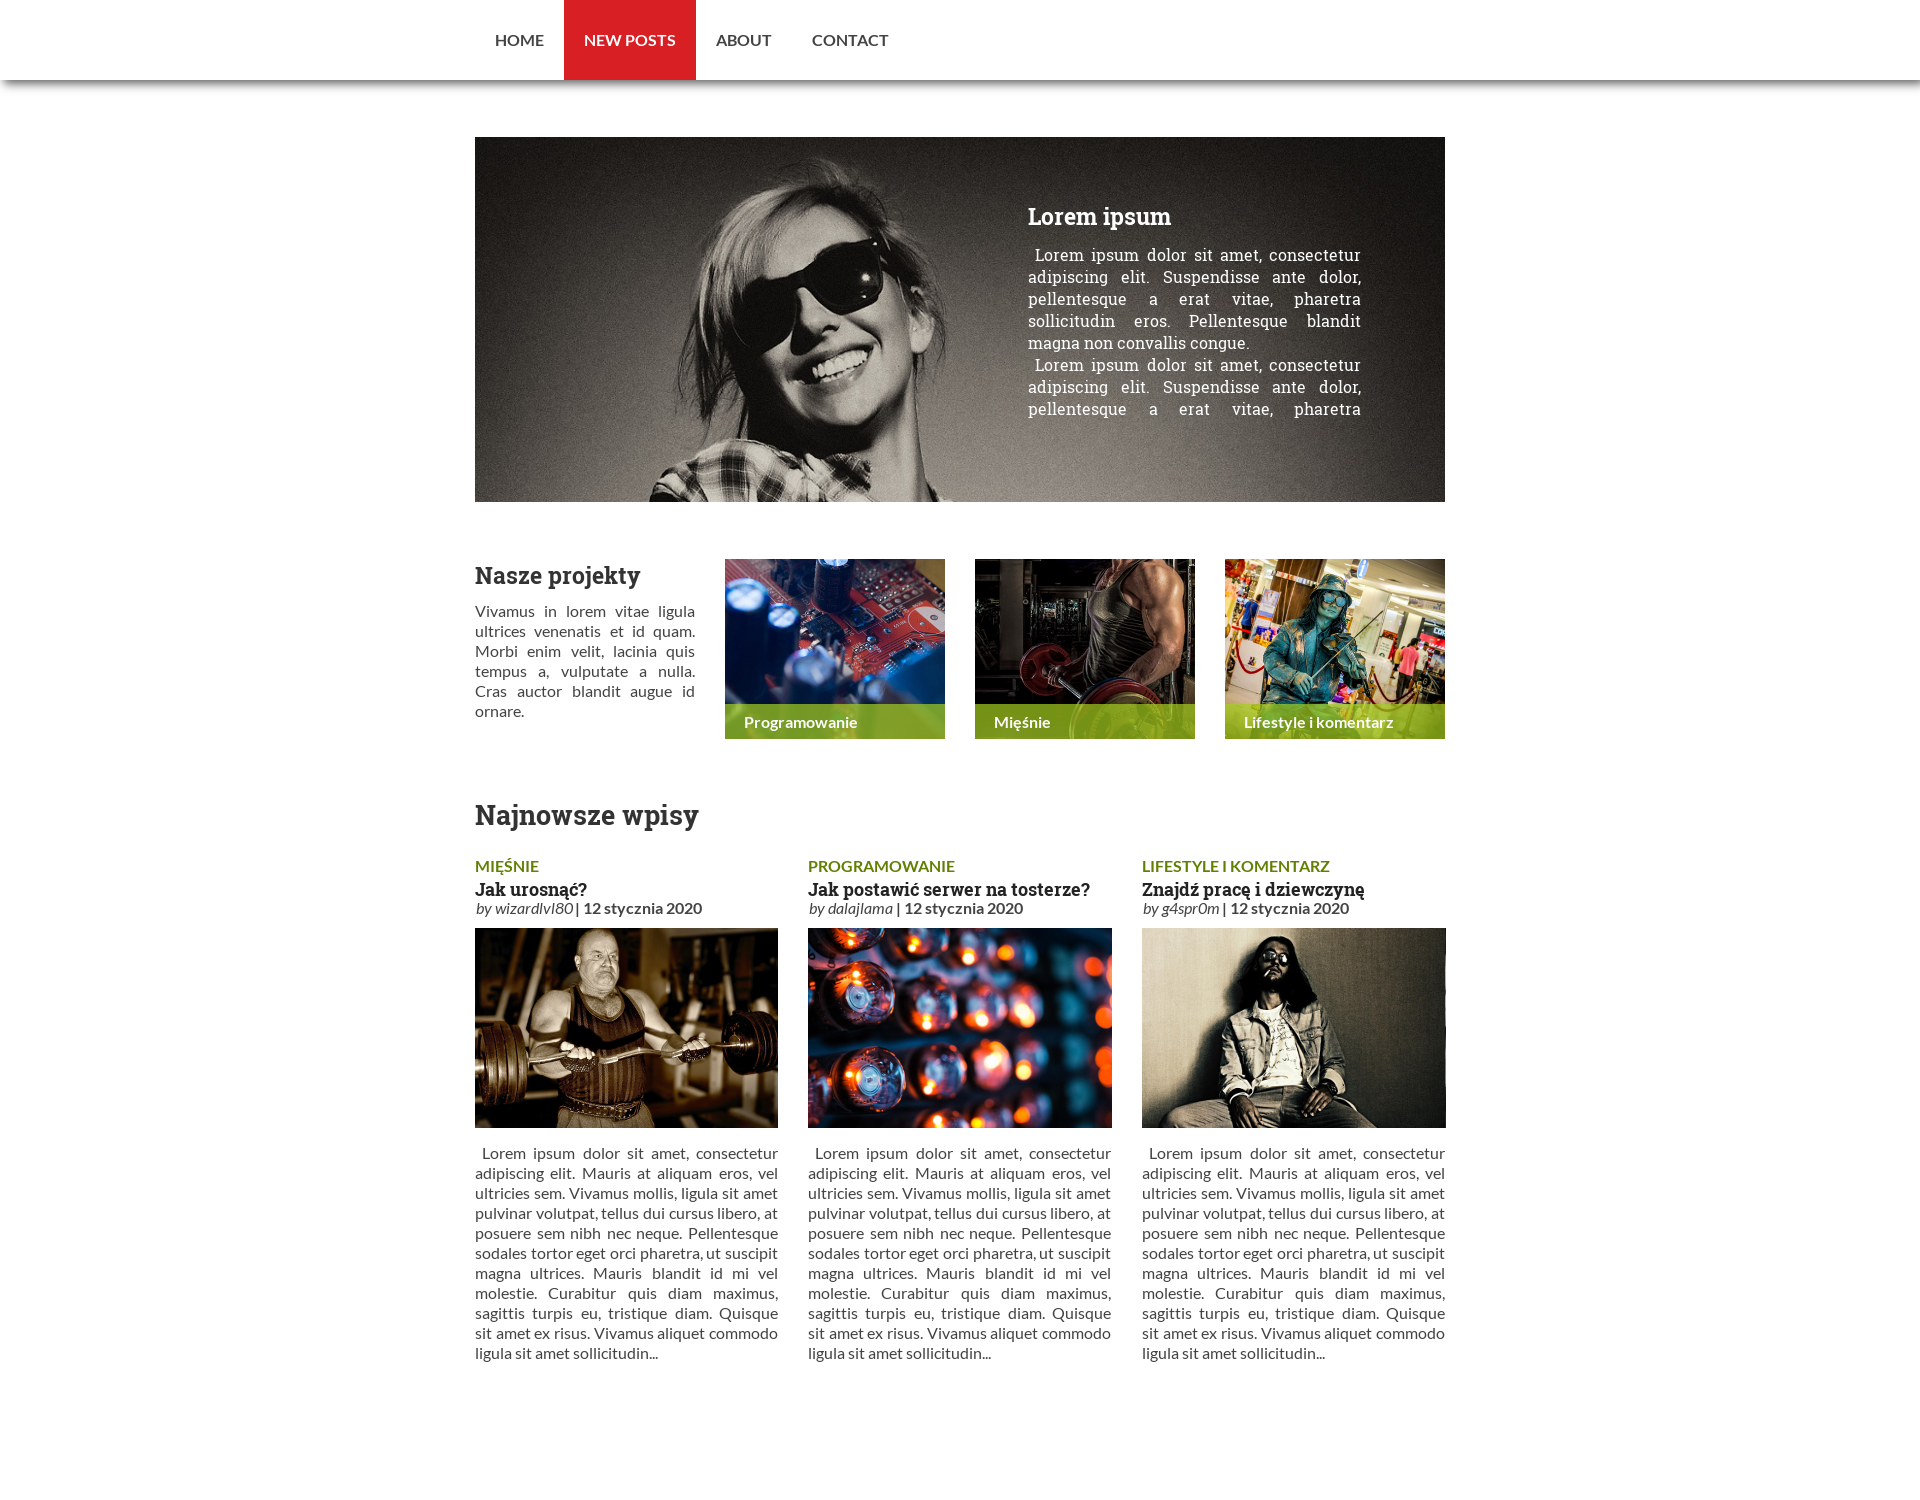 HOME NEW POSTS ABOUT CONTACT
Lorem ipsum
Lorem ipsum dolor sit amet, consectetur
adipiscing elit. Suspendisse ante dolor,
pellentesque a erat vitae, pharetra
sollicitudin eros. Pellentesque blandit
magna non convallis congue.
Lorem ipsum dolor sit amet, consectetur
adipiscing elit. Suspendisse ante dolor,
pellentesque a erat vitae, pharetra
Nasze projekty
Vivamus in lorem vitae ligula
ultrices venenatis et id quam.
Morbi enim velit, lacinia quis
tempus a, vulputate a nulla.
Cras auctor blandit augue id
ornare.
Programowanie
Mięśnie
Lifestyle i komentarz
Najnowsze wpisy
MIĘŚNIE
Jak urosnąć?
by wizardlvl80 | 12 stycznia 2020
Lorem ipsum dolor sit amet, consectetur
adipiscing elit. Mauris at aliquam eros, vel
ultricies sem. Vivamus mollis, ligula sit amet
pulvinar volutpat, tellus dui cursus libero, at
posuere sem nibh nec neque. Pellentesque
sodales tortor eget orci pharetra, ut suscipit
magna ultrices. Mauris blandit id mi vel
molestie. Curabitur quis diam maximus,
sagittis turpis eu, tristique diam. Quisque
sit amet ex risus. Vivamus aliquet commodo
ligula sit amet sollicitudin...
PROGRAMOWANIE
Jak postawić serwer na tosterze?
by dalajlama | 12 stycznia 2020
Lorem ipsum dolor sit amet, consectetur
adipiscing elit. Mauris at aliquam eros, vel
ultricies sem. Vivamus mollis, ligula sit amet
pulvinar volutpat, tellus dui cursus libero, at
posuere sem nibh nec neque. Pellentesque
sodales tortor eget orci pharetra, ut suscipit
magna ultrices. Mauris blandit id mi vel
molestie. Curabitur quis diam maximus,
sagittis turpis eu, tristique diam. Quisque
sit amet ex risus. Vivamus aliquet commodo
ligula sit amet sollicitudin...
LIFESTYLE I KOMENTARZ
Znajdź pracę i dziewczynę
by g4spr0m | 12 stycznia 2020
Lorem ipsum dolor sit amet, consectetur
adipiscing elit. Mauris at aliquam eros, vel
ultricies sem. Vivamus mollis, ligula sit amet
pulvinar volutpat, tellus dui cursus libero, at
posuere sem nibh nec neque. Pellentesque
sodales tortor eget orci pharetra, ut suscipit
magna ultrices. Mauris blandit id mi vel
molestie. Curabitur quis diam maximus,
sagittis turpis eu, tristique diam. Quisque
sit amet ex risus. Vivamus aliquet commodo
ligula sit amet sollicitudin...